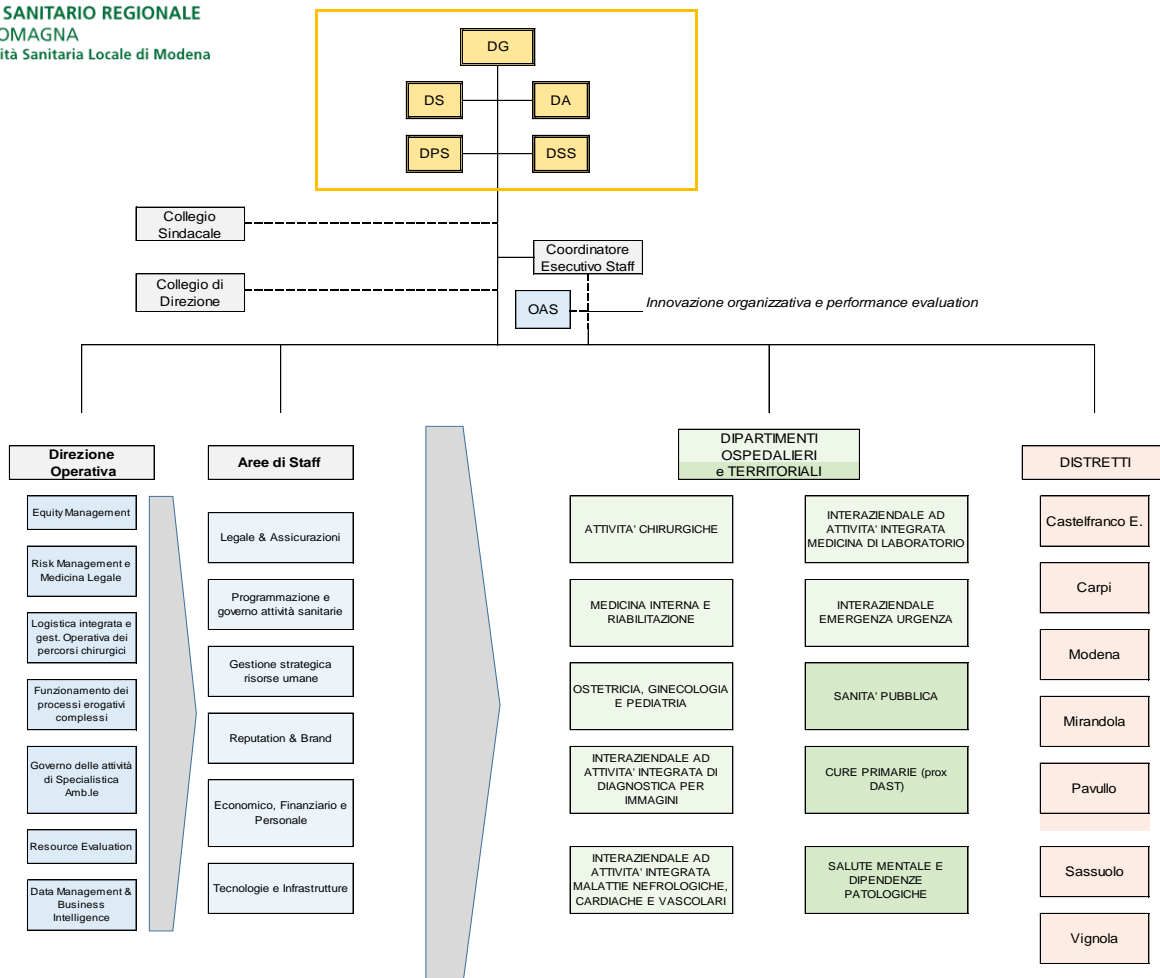 SANITARIO REGIONALE
OMAGNA
ità Sanitaria Locale di Modena
DG
DS
DA
DPS
DSS
Collegio
Sindacale
Coordinatore
Esecutivo Staff
Collegio di
Direzione
OAS
Innovazione organizzativa e performance evaluation
Direzione
Operativa
Equity Management
Risk Management e
Medicina Legale
Logistica integrata e
gest. Operativa dei
percorsi chirurgici
Funzionamento dei
processi erogativi
complessi
Governo delle attività
di Specialistica
Amb.le
Resource Evaluation
Data Management &
Business
Intelligence
Aree di Staff
Legale & Assicurazioni
Programmazione e
governo attività sanitarie
Gestione strategica
risorse umane
Reputation & Brand
Economico, Finanziario e
Personale
Tecnologie e Infrastrutture
DIPARTIMENTI
OSPEDALIERI
e TERRITORIALI
ATTIVITA' CHIRURGICHE
MEDICINA INTERNA E
RIABILITAZIONE
OSTETRICIA, GINECOLOGIA
E PEDIATRIA
INTERAZIENDALE AD
ATTIVITA' INTEGRATA DI
DIAGNOSTICA PER
IMMAGINI
INTERAZIENDALE AD
ATTIVITA' INTEGRATA
MALATTIE NEFROLOGICHE,
CARDIACHE E VASCOLARI
INTERAZIENDALE AD
ATTIVITA' INTEGRATA
MEDICINA DI LABORATORIO
INTERAZIENDALE
EMERGENZA URGENZA
SANITA' PUBBLICA
CURE PRIMARIE (prox
DAST)
SALUTE MENTALE E
DIPENDENZE
PATOLOGICHE
DISTRETTI
Castelfranco E.
Carpi
Modena
Mirandola
Pavullo
Sassuolo
Vignola